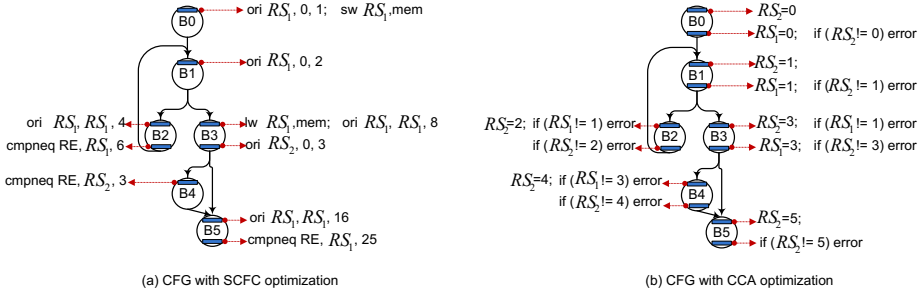 B0
ori RS1, 0, 1; sw RS1,mem
B1
ori RS1, 0, 2
ori RS1, RS1, 4
B2
B3
lw RS1,mem; ori RS1, RS1, 8
cmpneq RE, RS1, 6
ori RS2, 0, 3
cmpneq RE, RS2, 3
B4
ori RS1, RS1, 16
B5
cmpneq RE, RS1, 25
(a) CFG with SCFC optimization
B0
RS2=0
RS1=0; if (RS2!= 0) error
B1
RS2=1;
RS1=1; if (RS2!= 1) error
RS2=2; if (RS1!= 1) error
B2
B3
RS2=3; if (RS1!= 1) error
if (RS2!= 2) error
RS1=3; if (RS2!= 3) error
RS2=4; if (RS1!= 3) error
B4
if (RS2!= 4) error
RS2=5;
B5
if (RS2!= 5) error
(b) CFG with CCA optimization